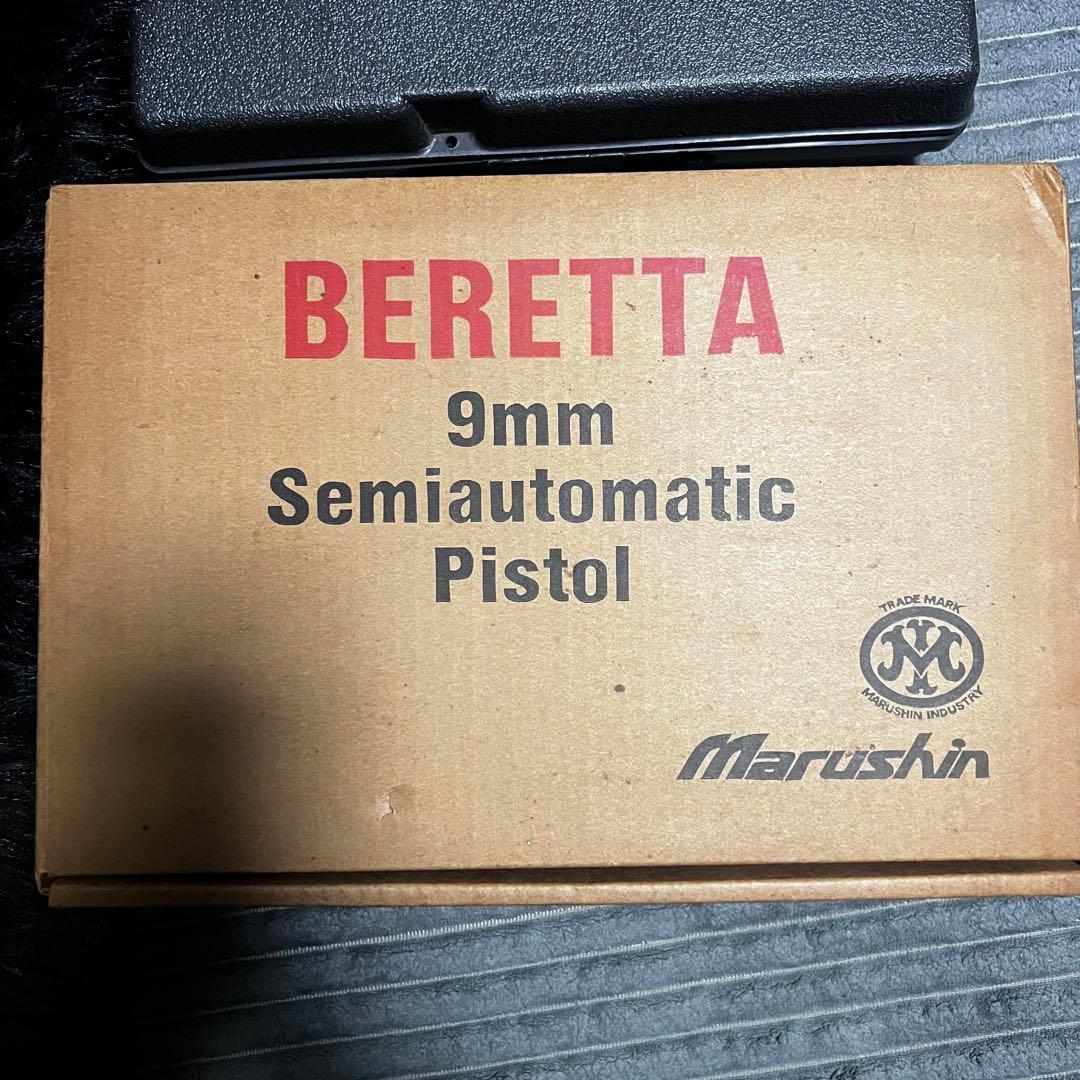 BERETTA
9mm
Semiautomatic
Pistol
TRADE MARK
M
MARUSHIN INDUSTRY
Marushin